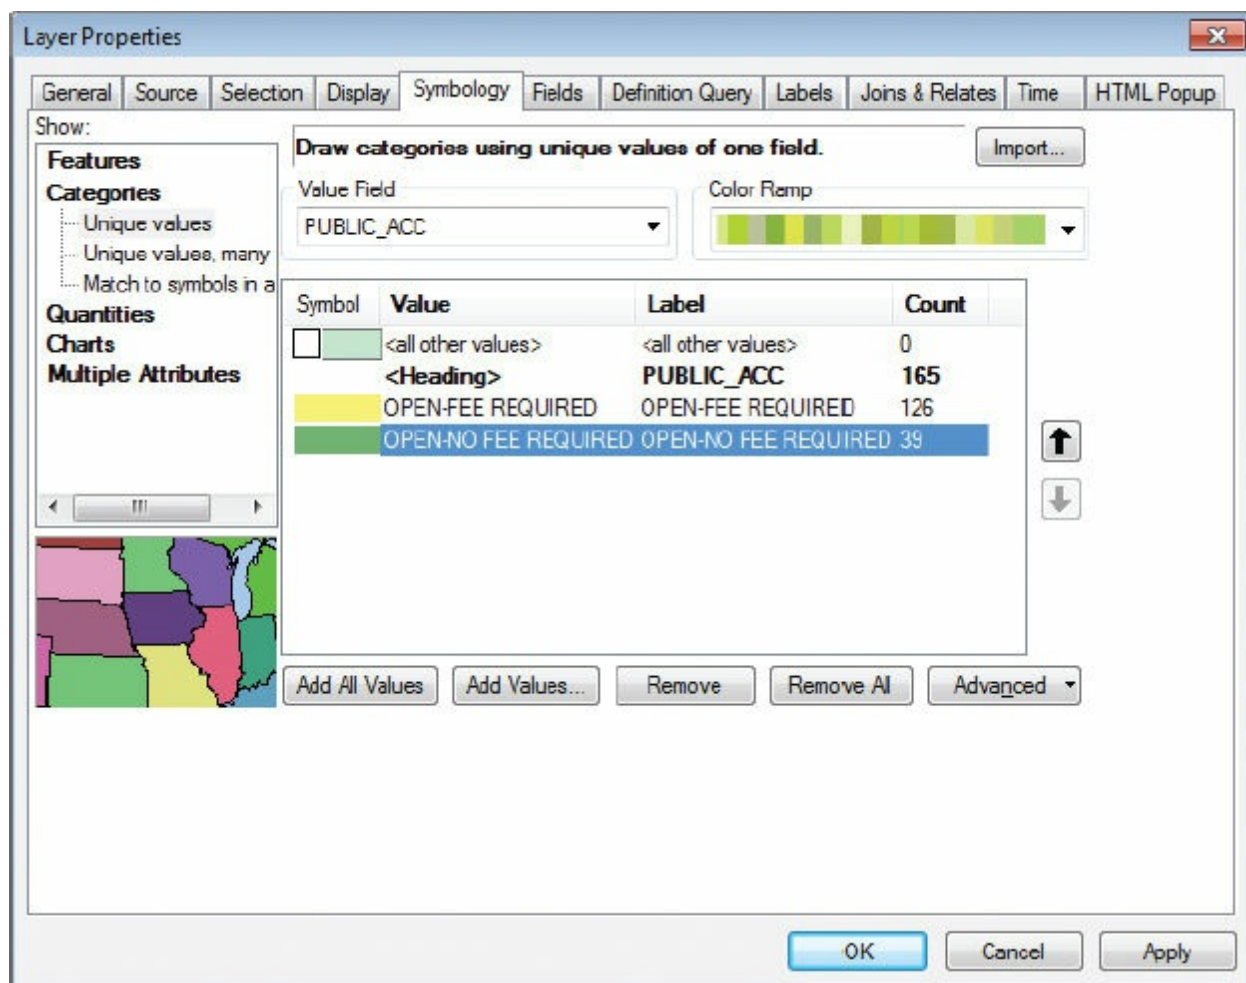 Layer Properties
General Source Selection Display Symbology Fields Definition Query Labels Joins & Relates Time HTML Popup
Show:
Features
Categories
Unique values
Unique values, many
Match to symbols in a
Quantities
Charts
Multiple Attributes
Draw categories using unique values of one field.
Import...
Value Field
PUBLIC_ACC
Color Ramp
Symbol Value Label Count
<all other values> <all other values> 0
<Heading> PUBLIC_ACC 165
OPEN-FEE REQUIRED OPEN-FEE REQUIRED 126
OPEN-NO FEE REQUIRED OPEN-NO FEE REQUIRED 39
Add All Values Add Values... Remove Remove All Advanced
OK Cancel Apply